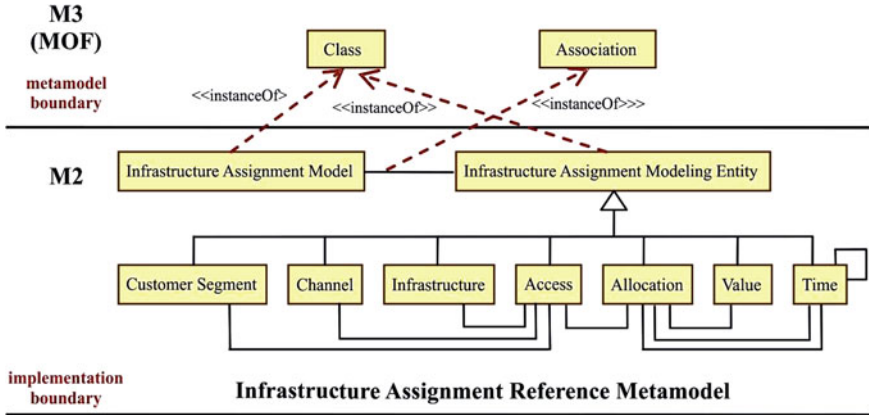 M3
(MOF)
Class
Association
metamodel
boundary
<<instanceOf>
<<instanceOf>>
<<instanceOf>>>
M2
Infrastructure Assignment Model
Infrastructure Assignment Modeling Entity
Customer Segment
Channel
Infrastructure
Access
Allocation
Value
Time
implementation
boundary
Infrastructure Assignment Reference Metamodel